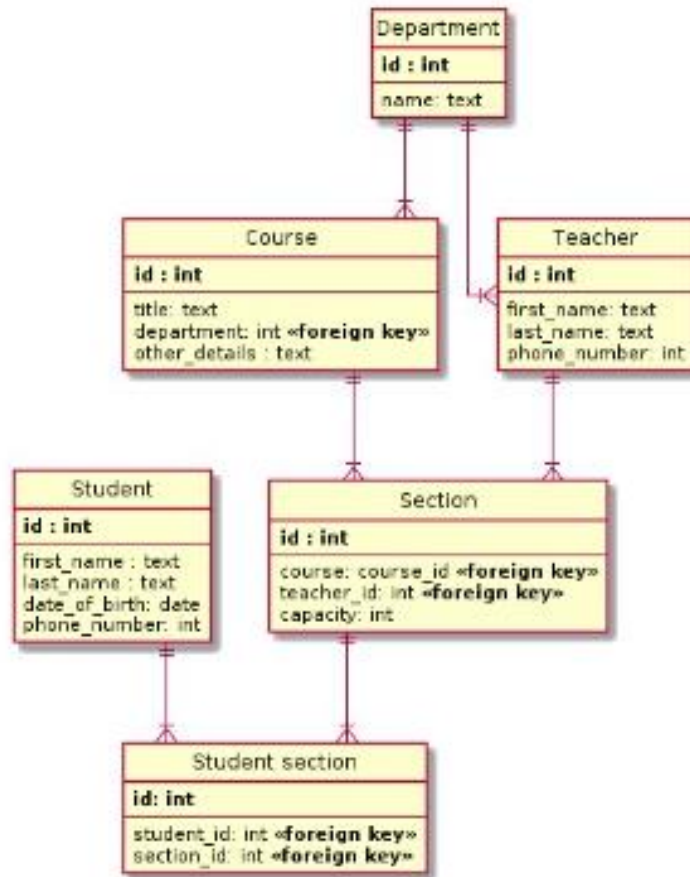 Department
id : int
name: text
Course
id : int
title: text
department: int «foreign key»
other_details : text
Teacher
id : int
first_name: text
last_name: text
phone_number: int
Student
id : int
first_name : text
last_name : text
date_of_birth: date
phone_number: int
Section
id : int
course: course_id «foreign key»
teacher_id: int «foreign key»
capacity: int
Student section
id: int
student_id: int «foreign key»
section_id: int «foreign key»